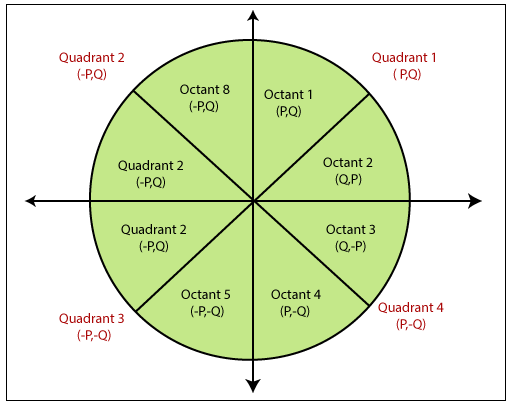 Quadrant 2
(-P,Q)
Quadrant 1
( P,Q)
Octant 8
(-P,Q)
Octant 1
(P,Q)
Quadrant 2
(-P,Q)
Octant 2
(Q,P)
Quadrant 2
(-P,Q)
Octant 3
(Q,-P)
Octant 5
(-P,-Q)
Octant 4
(P,-Q)
Quadrant 3
(-P,-Q)
Quadrant 4
(P,-Q)